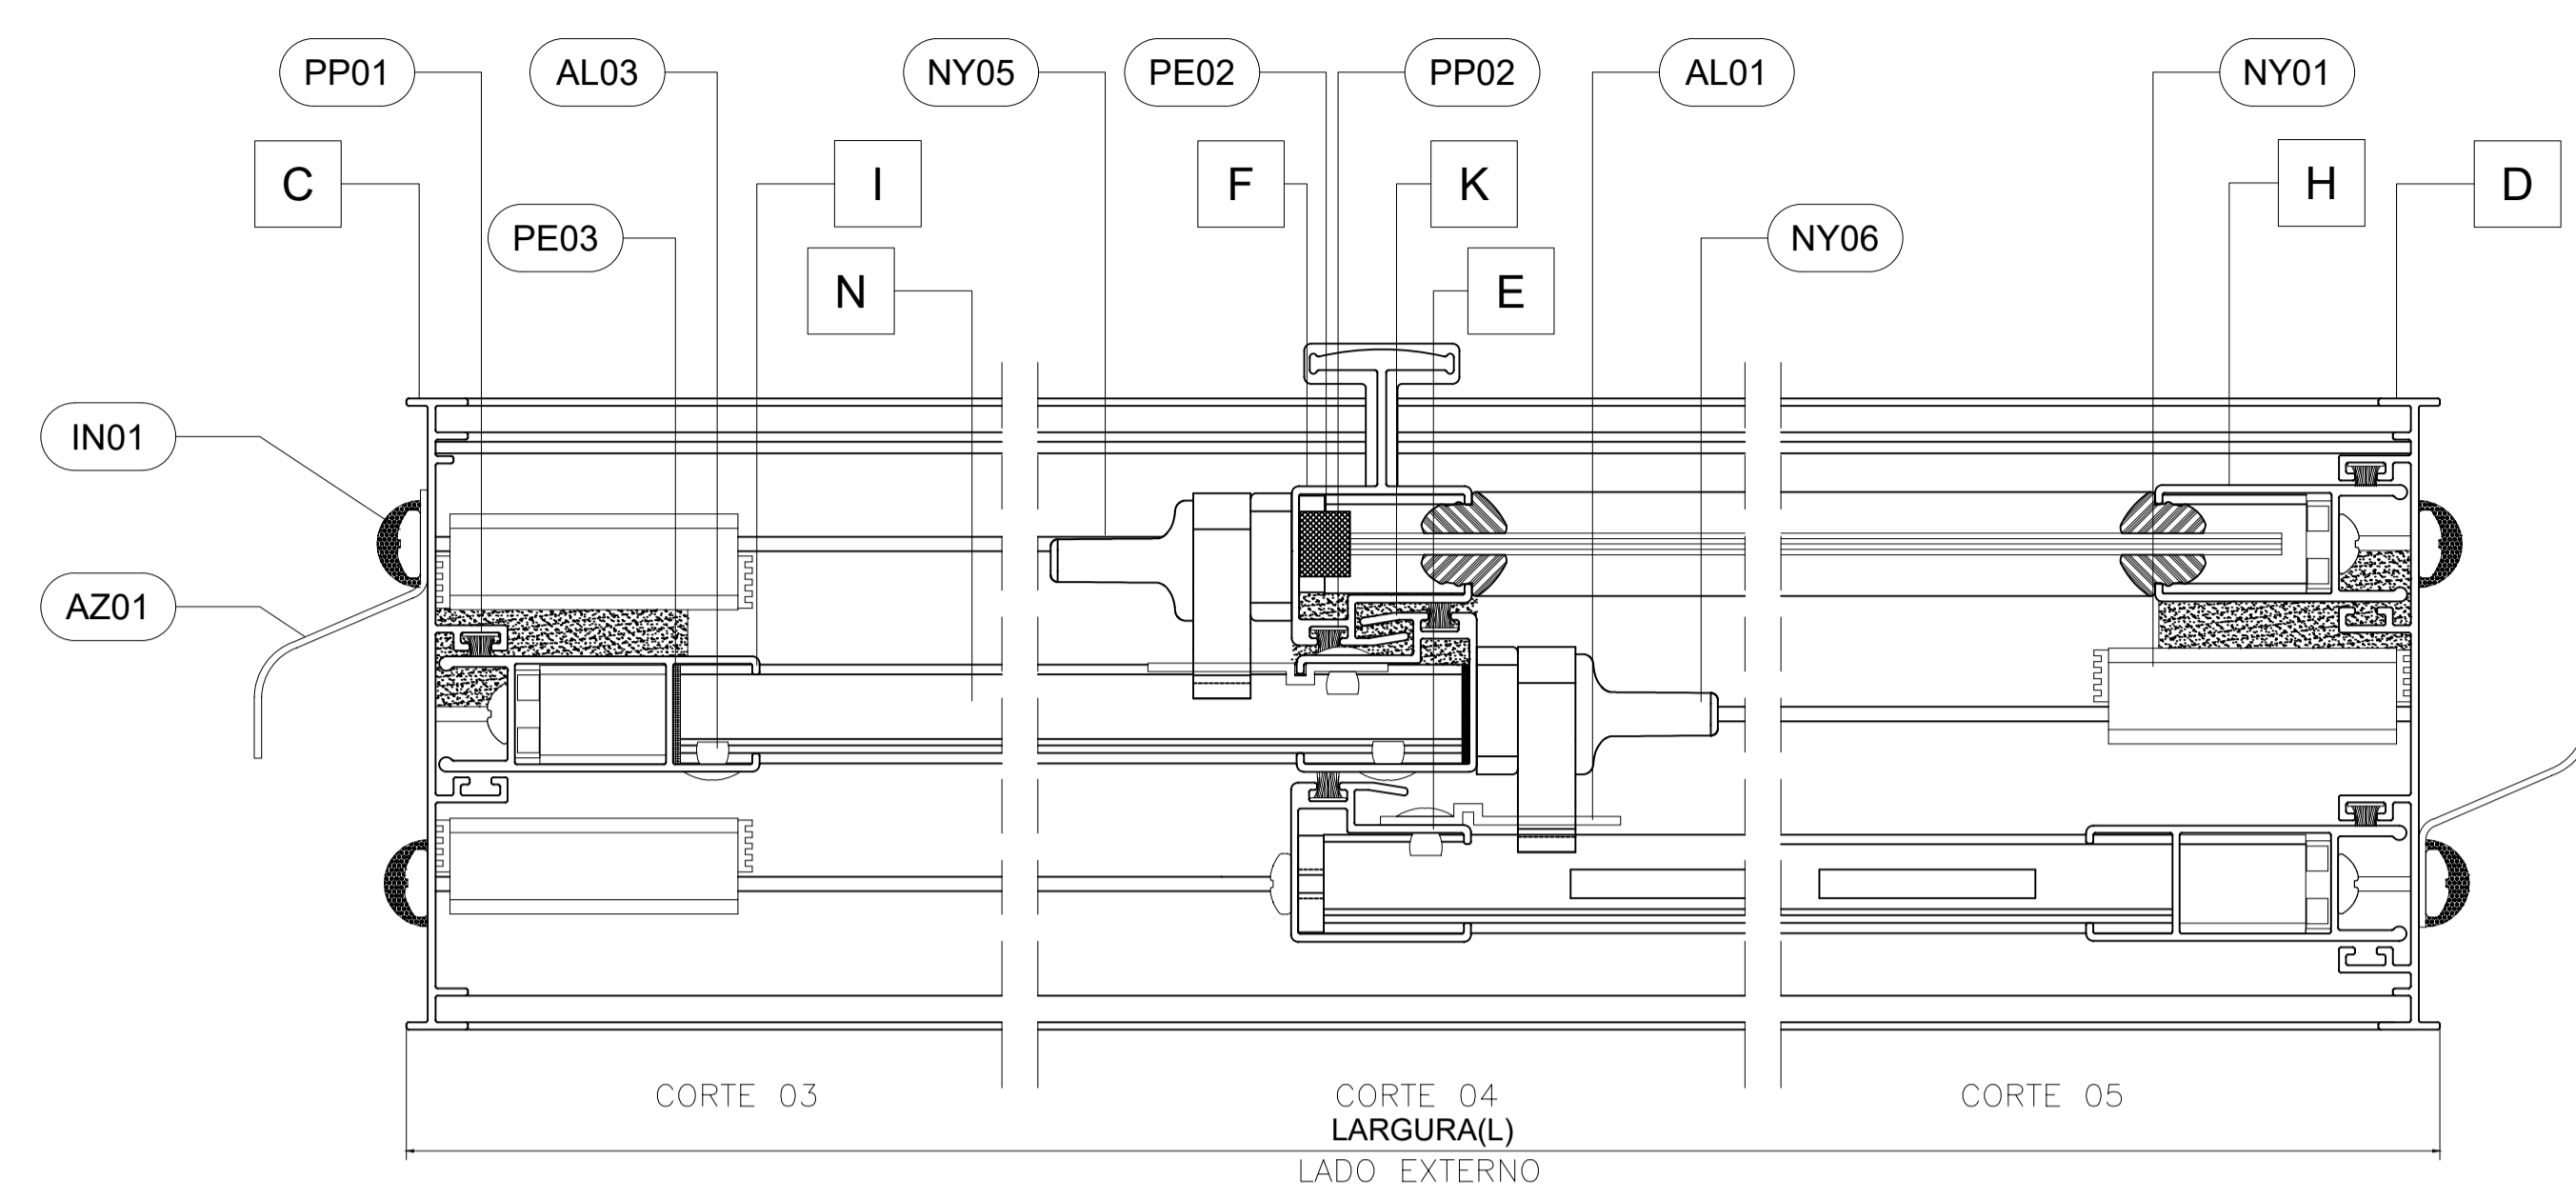 PP01 AL03 NY05 PE02 PP02 AL01 NY01
C I F K H D
PE03 NY06
N E
IN01
AZ01
CORTE 03 CORTE 04 CORTE 05
LARGURA(L)
LADO EXTERNO